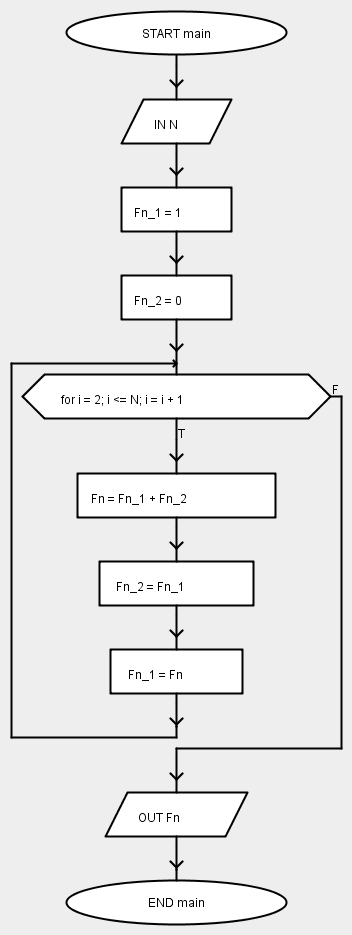 START main
IN N
Fn_1 = 1
Fn_2 = 0
for i = 2; i <= N; i = i + 1
F
T
Fn = Fn_1 + Fn_2
Fn_2 = Fn_1
Fn_1 = Fn
OUT Fn
END main